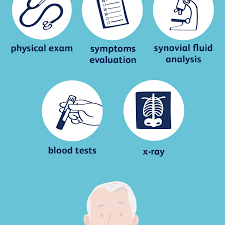 physical exam
symptoms
evaluation
synovial fluid
analysis
blood tests
x-ray